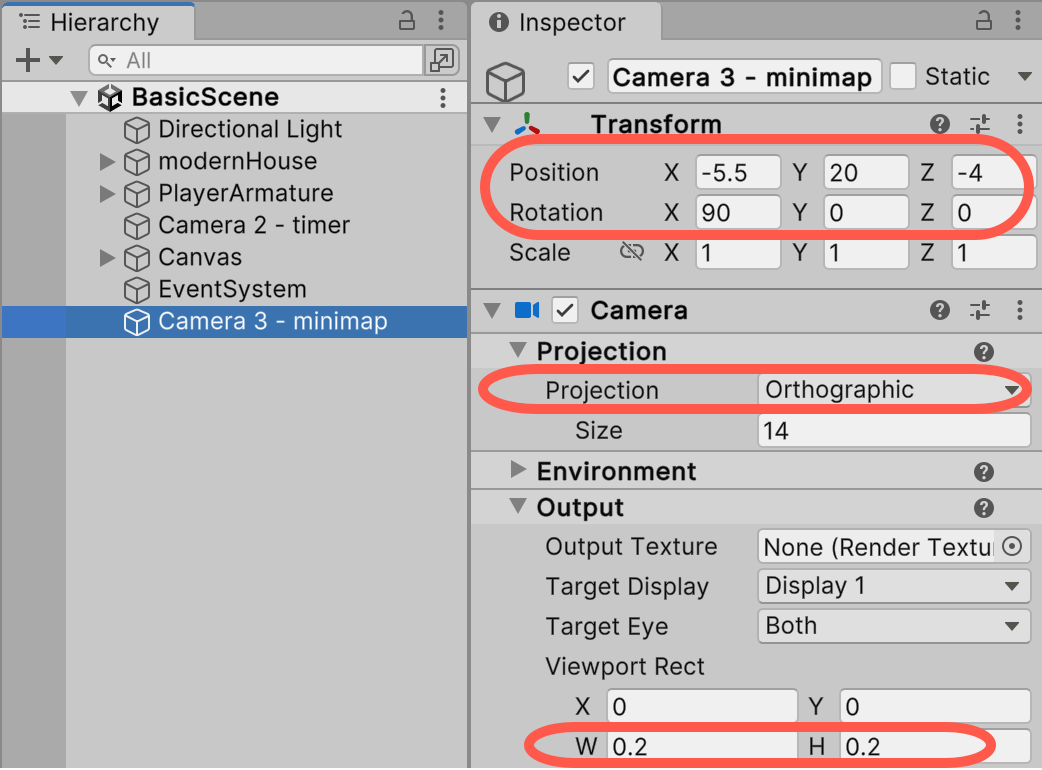 Hierarchy
All
BasicScene
Directional Light
modernHouse
PlayerArmature
Camera 2 - timer
Canvas
EventSystem
Camera 3 - minimap
Inspector
Camera 3 - minimap Static
Transform
Position X -5.5 Y 20 Z -4
Rotation X 90 Y 0 Z 0
Scale X 1 Y 1 Z 1
Camera
Projection
Projection Orthographic
Size 14
Environment
Output
Output Texture None (Render Textu
Target Display Display 1
Target Eye Both
Viewport Rect
X 0 Y 0
W 0.2 H 0.2